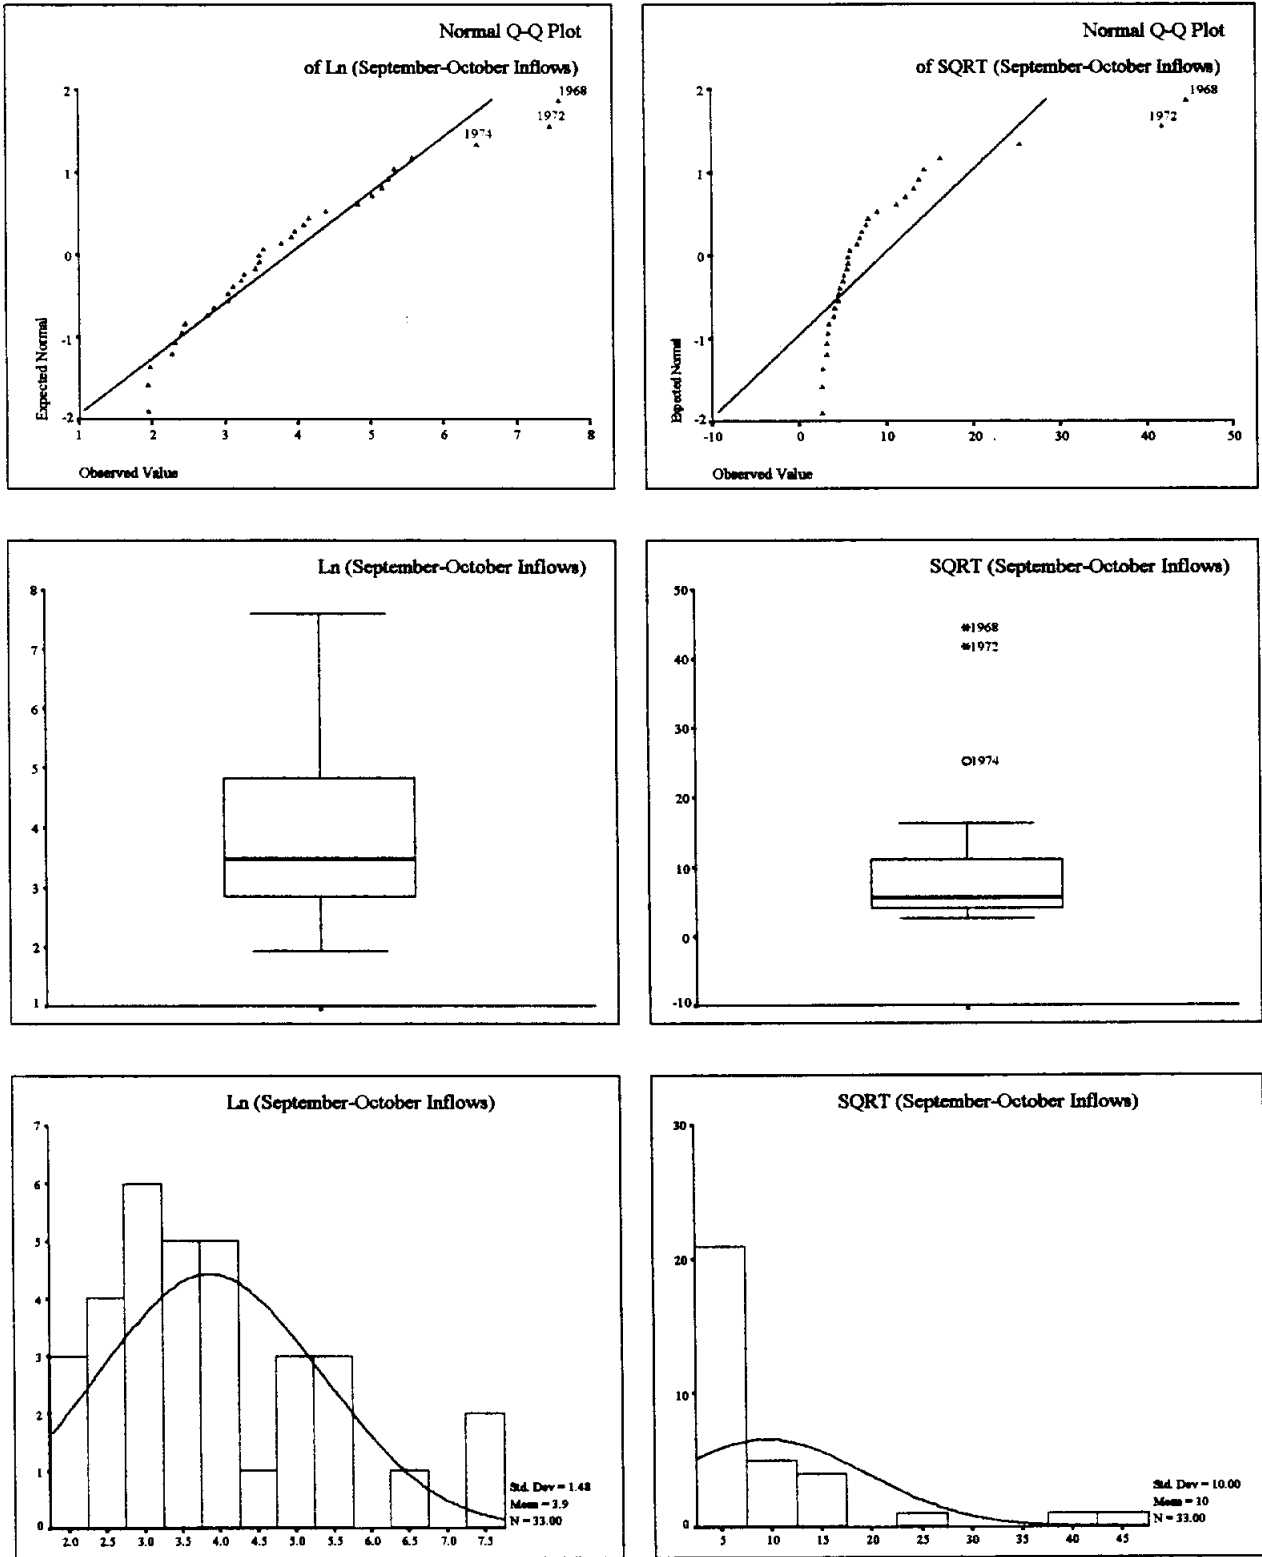 Normal Q-Q Plot
of Ln (September-October Inflows)
2
1968
1972
1974
1
0
-1
-2
Expected Normal
1 2 3 4 5 6 7 8
Observed Value
Normal Q-Q Plot
of SQRT (September-October Inflows)
2
1968
1972
1
0
-1
-2
Expected Normal
-10 0 10 20 30 40 50
Observed Value
Ln (September-October Inflows)
8
7
6
5
4
3
2
1
SQRT (September-October Inflows)
50
1968
1972
40
30
1974
20
10
0
-10
Ln (September-October Inflows)
7
6
5
4
3
2
1
0
Std. Dev = 1.48
Mean = 3.9
N = 33.00
2.0 2.5 3.0 3.5 4.0 4.5 5.0 5.5 6.0 6.5 7.0 7.5
SQRT (September-October Inflows)
30
20
10
0
Std. Dev = 10.00
Mean = 10
N = 33.00
5 10 15 20 25 30 35 40 45